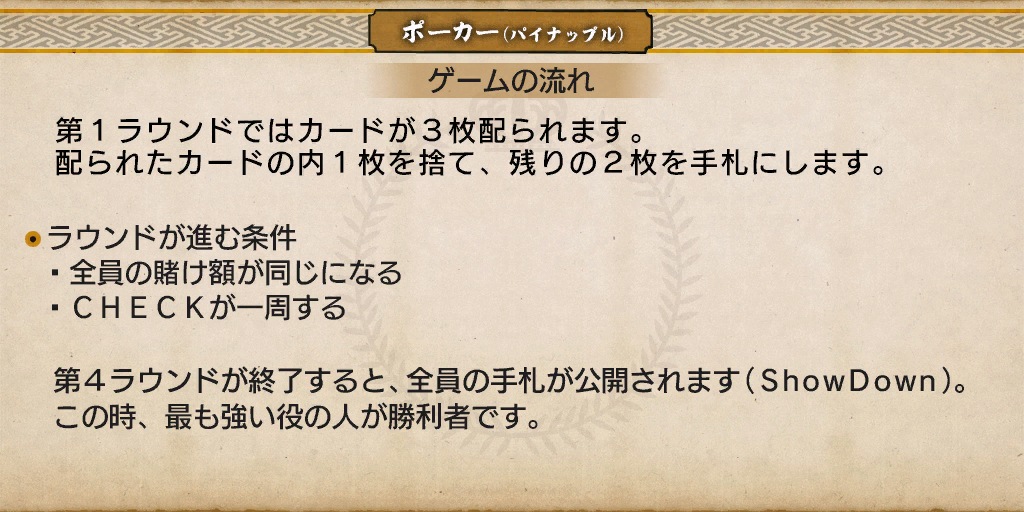 ポーカー（パイナップル）
ゲームの流れ
第１ラウンドではカードが３枚配られます。
配られたカードの内１枚を捨て、残りの２枚を手札にします。
ラウンドが進む条件
・全員の賭け額が同じになる
・ＣＨＥＣＫが一周する
第４ラウンドが終了すると、全員の手札が公開されます（ＳｈｏｗＤｏｗｎ）。
この時、最も強い役の人が勝利者です。